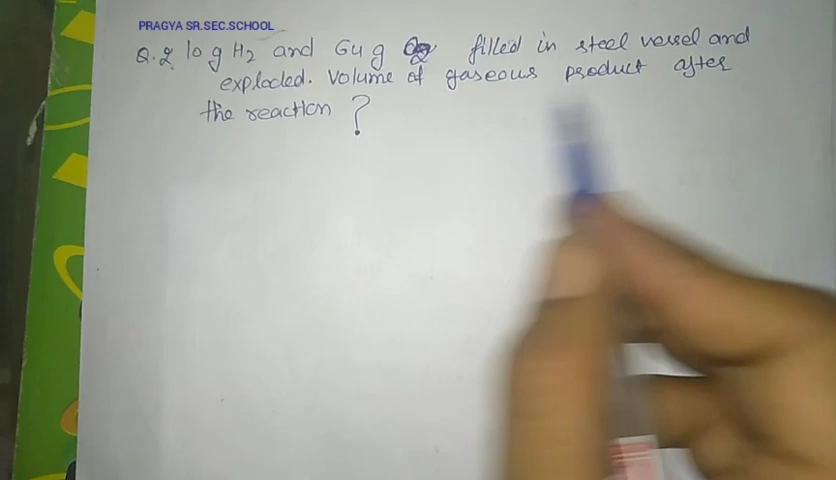 PRAGYA SR.SEC.SCHOOL
Q.2 10 g H2 and 64 g O2 filled in steel vessel and
exploded. Volume of gaseous product after
the reaction ?